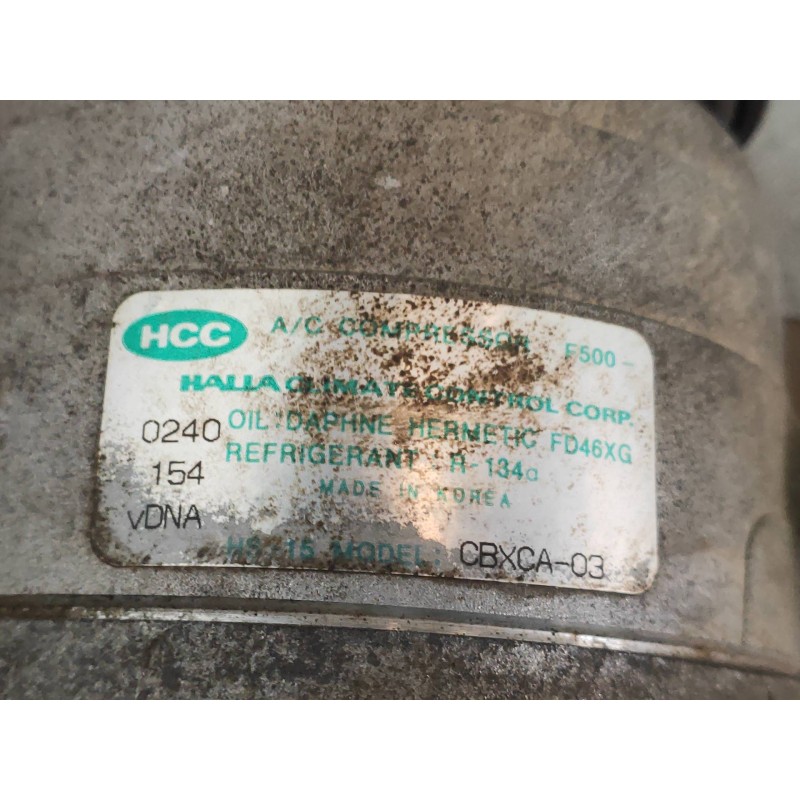 HCC A/C COMPRESSOR F500-
HALLA CLIMATE CONTROL CORP.
0240 OIL:DAPHNE HERMETIC FD46XG
154 REFRIGERANT : R-134a
MADE IN KOREA
vDNA
HS-15 MODEL: CBXCA-03